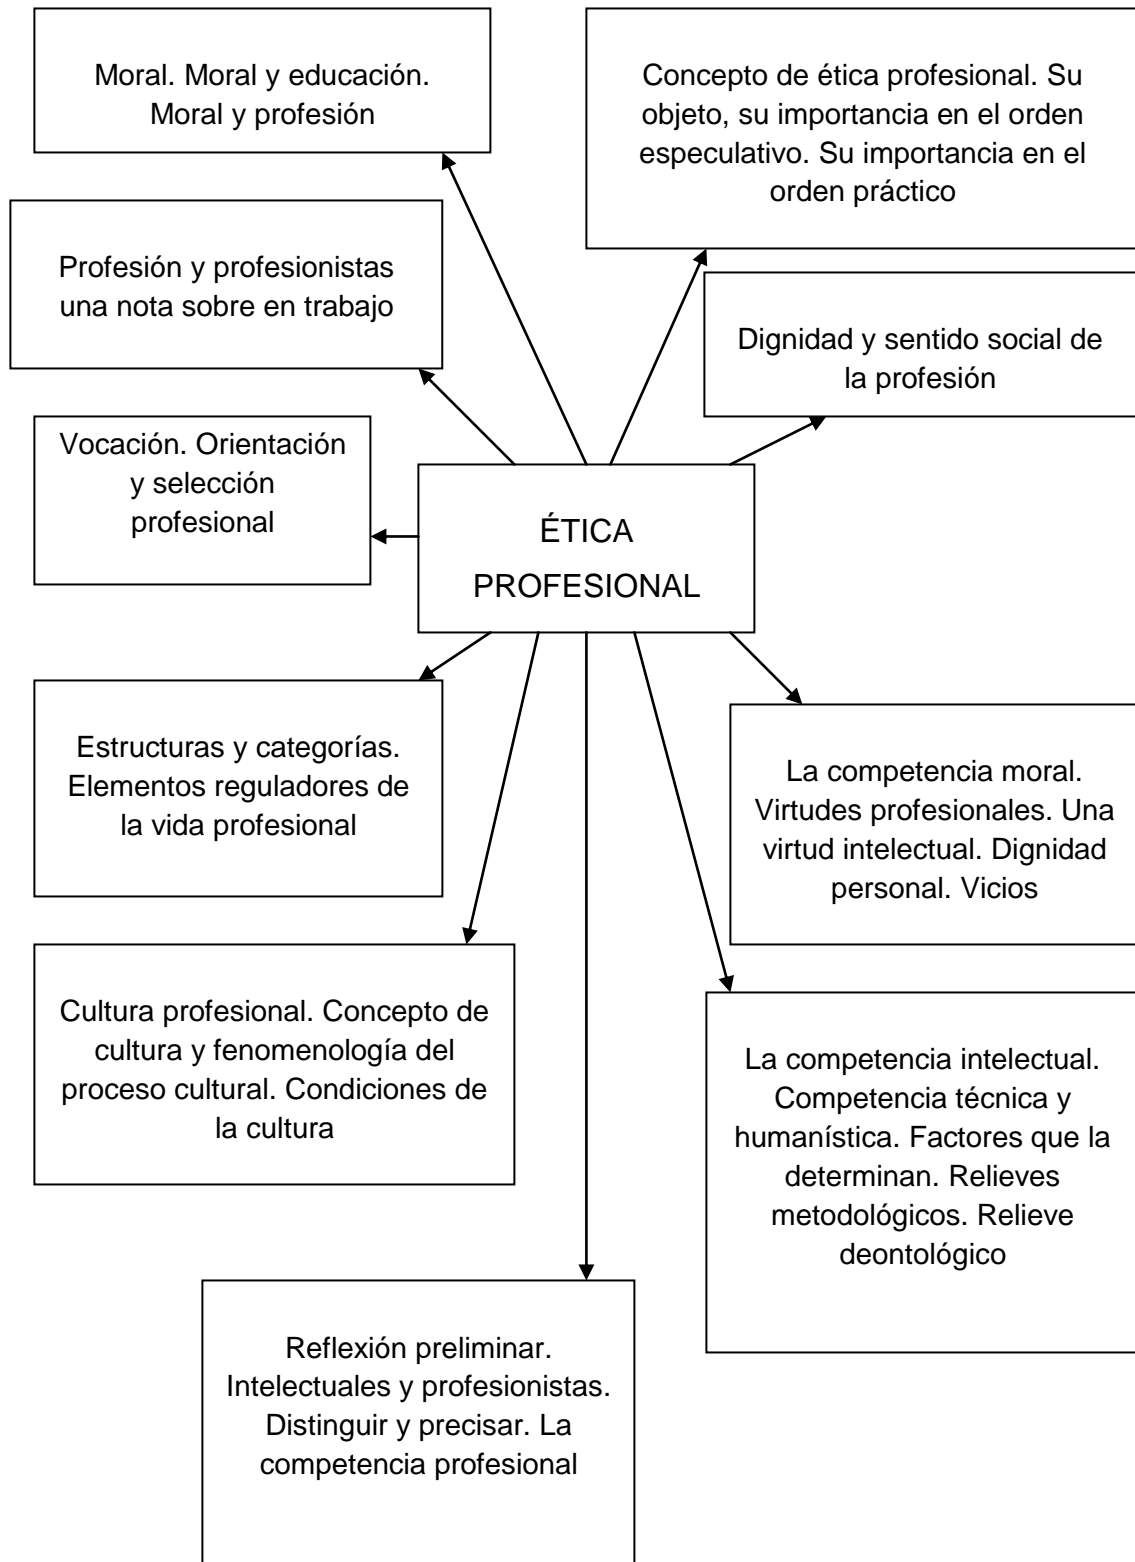 Moral. Moral y educación.
Moral y profesión
Concepto de ética profesional. Su
objeto, su importancia en el orden
especulativo. Su importancia en el
orden práctico
Profesión y profesionistas
una nota sobre en trabajo
Dignidad y sentido social de
la profesión
Vocación. Orientación
y selección
profesional
ÉTICA
PROFESIONAL
Estructuras y categorías.
Elementos reguladores de
la vida profesional
La competencia moral.
Virtudes profesionales. Una
virtud intelectual. Dignidad
personal. Vicios
Cultura profesional. Concepto de
cultura y fenomenología del
proceso cultural. Condiciones de
la cultura
La competencia intelectual.
Competencia técnica y
humanística. Factores que la
determinan. Relieves
metodológicos. Relieve
deontológico
Reflexión preliminar.
Intelectuales y profesionistas.
Distinguir y precisar. La
competencia profesional